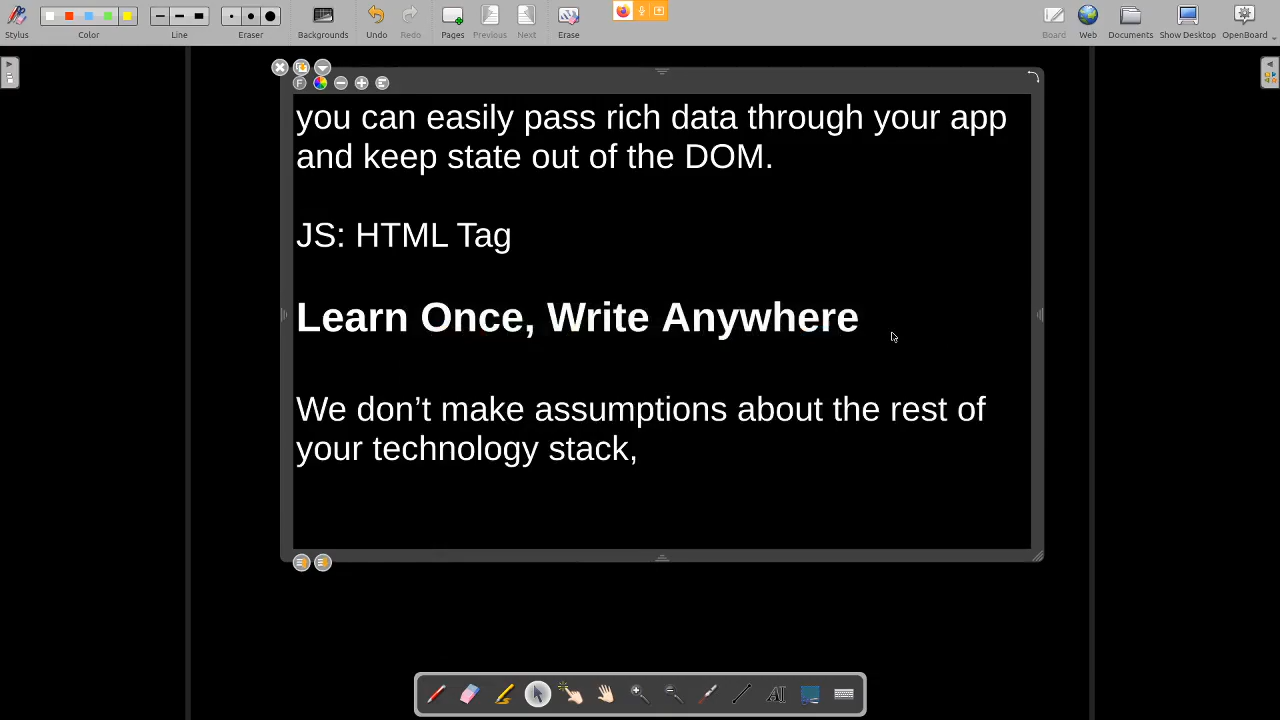 Stylus
Color
Line
Eraser
Backgrounds
Undo
Redo
Pages
Previous
Next
Erase
Board
Web
Documents
Show Desktop
OpenBoard
F
you can easily pass rich data through your app
and keep state out of the DOM.
JS: HTML Tag
Learn Once, Write Anywhere
We don’t make assumptions about the rest of
your technology stack,
AI